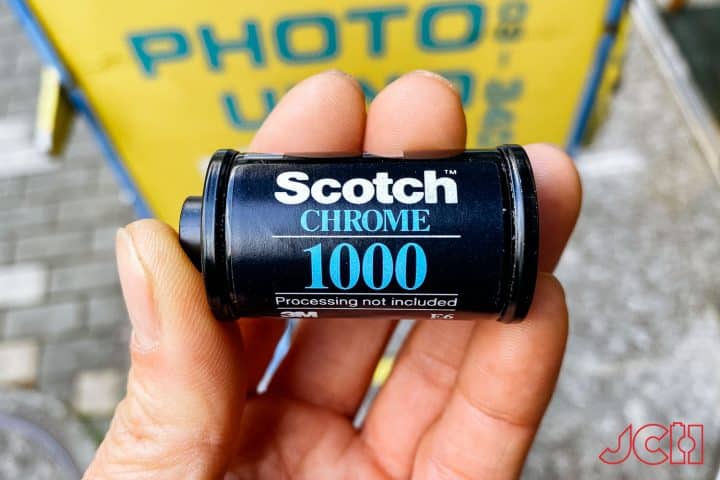 PHOTO
Scotch™
CHROME
1000
Processing not included
3M
E6
JCH